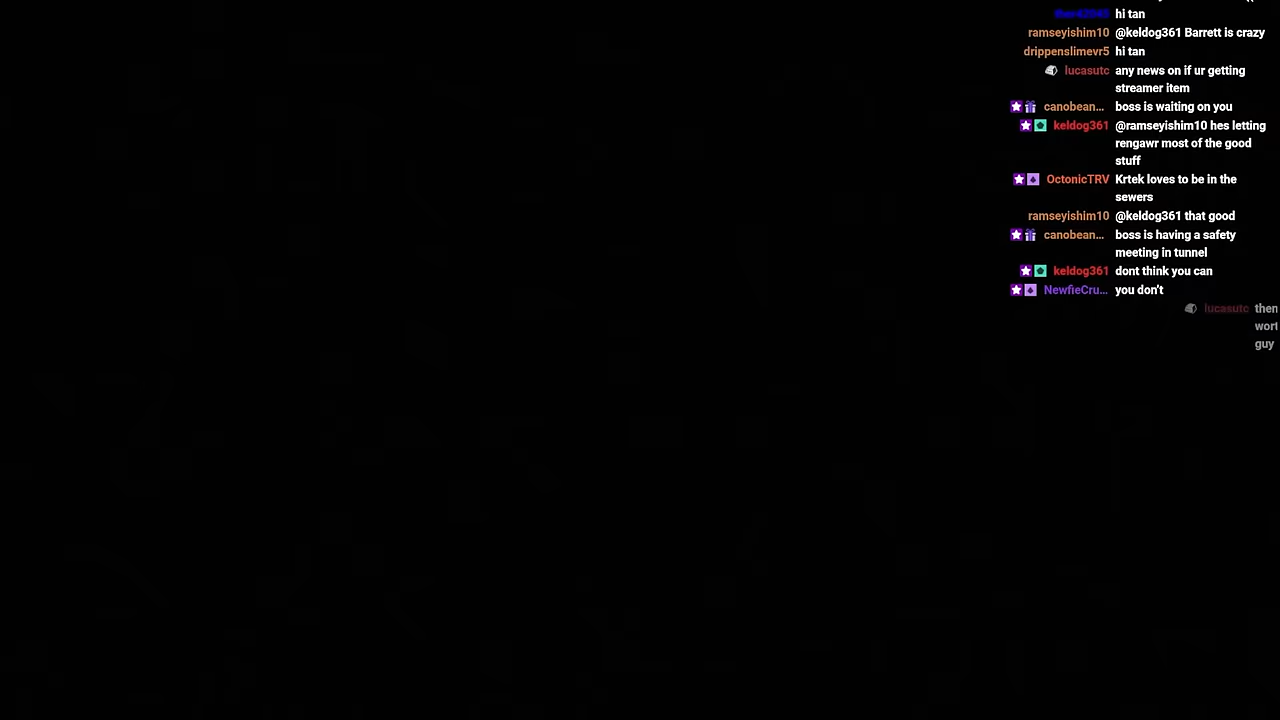 hi tan
ramseyishim10 @keldog361 Barrett is crazy
drippenslimevr5 hi tan
lucasutc any news on if ur getting
streamer item
canobean... boss is waiting on you
keldog361 @ramseyishim10 hes letting
rengawr most of the good
stuff
OctonicTRV Krtek loves to be in the
sewers
ramseyishim10 @keldog361 that good
canobean... boss is having a safety
meeting in tunnel
keldog361 dont think you can
NewfieCru... you don't
lucasutc then
guy